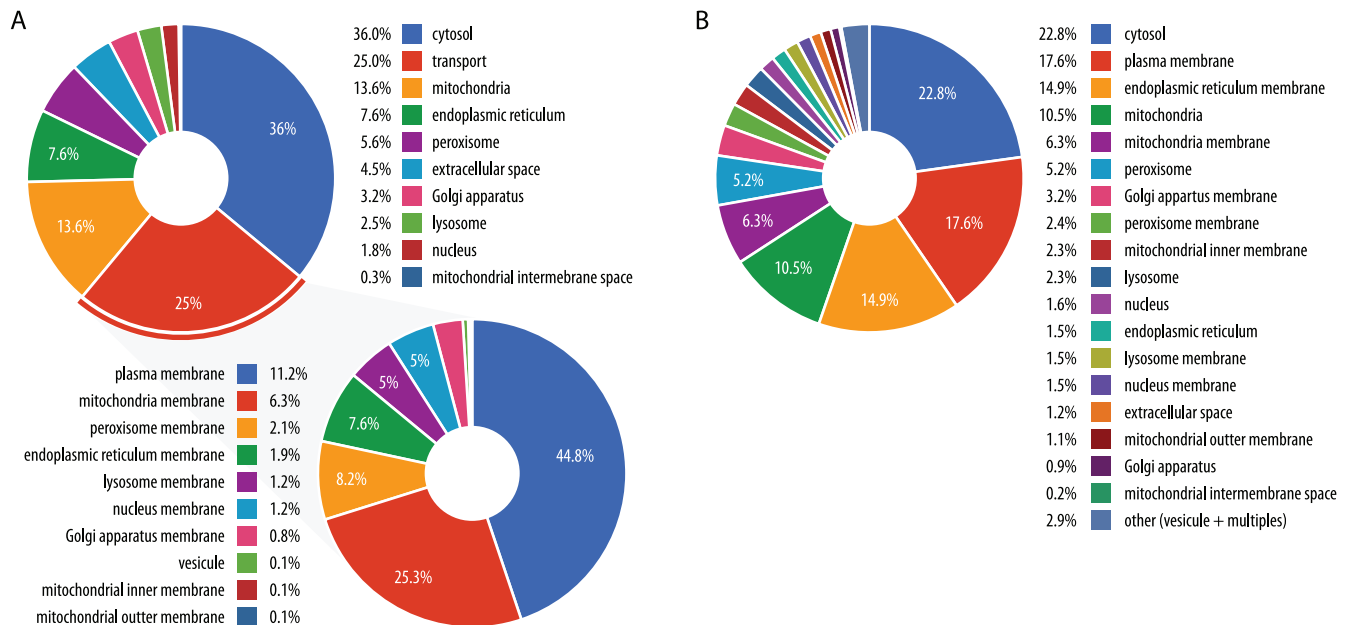 A
36.0% cytosol
25.0% transport
13.6% mitochondria
7.6% endoplasmic reticulum
5.6% peroxisome
4.5% extracellular space
3.2% Golgi apparatus
2.5% lysosome
1.8% nucleus
0.3% mitochondrial intermebrane space
36%
7.6%
13.6%
25%
plasma membrane 11.2%
mitochondria membrane 6.3%
peroxisome membrane 2.1%
endoplasmic reticulum membrane 1.9%
lysosome membrane 1.2%
nucleus membrane 1.2%
Golgi apparatus membrane 0.8%
vesicule 0.1%
mitochondrial inner membrane 0.1%
mitochondrial outter membrane 0.1%
5%
5%
7.6%
44.8%
8.2%
25.3%
B
22.8%
17.6%
5.2%
6.3%
10.5%
14.9%
22.8% cytosol
17.6% plasma membrane
14.9% endoplasmic reticulum membrane
10.5% mitochondria
6.3% mitochondria membrane
5.2% peroxisome
3.2% Golgi appartus membrane
2.4% peroxisome membrane
2.3% mitochondrial inner membrane
2.3% lysosome
1.6% nucleus
1.5% endoplasmic reticulum
1.5% lysosome membrane
1.5% nucleus membrane
1.2% extracellular space
1.1% mitochondrial outter membrane
0.9% Golgi apparatus
0.2% mitochondrial intermembrane space
2.9% other (vesicule + multiples)